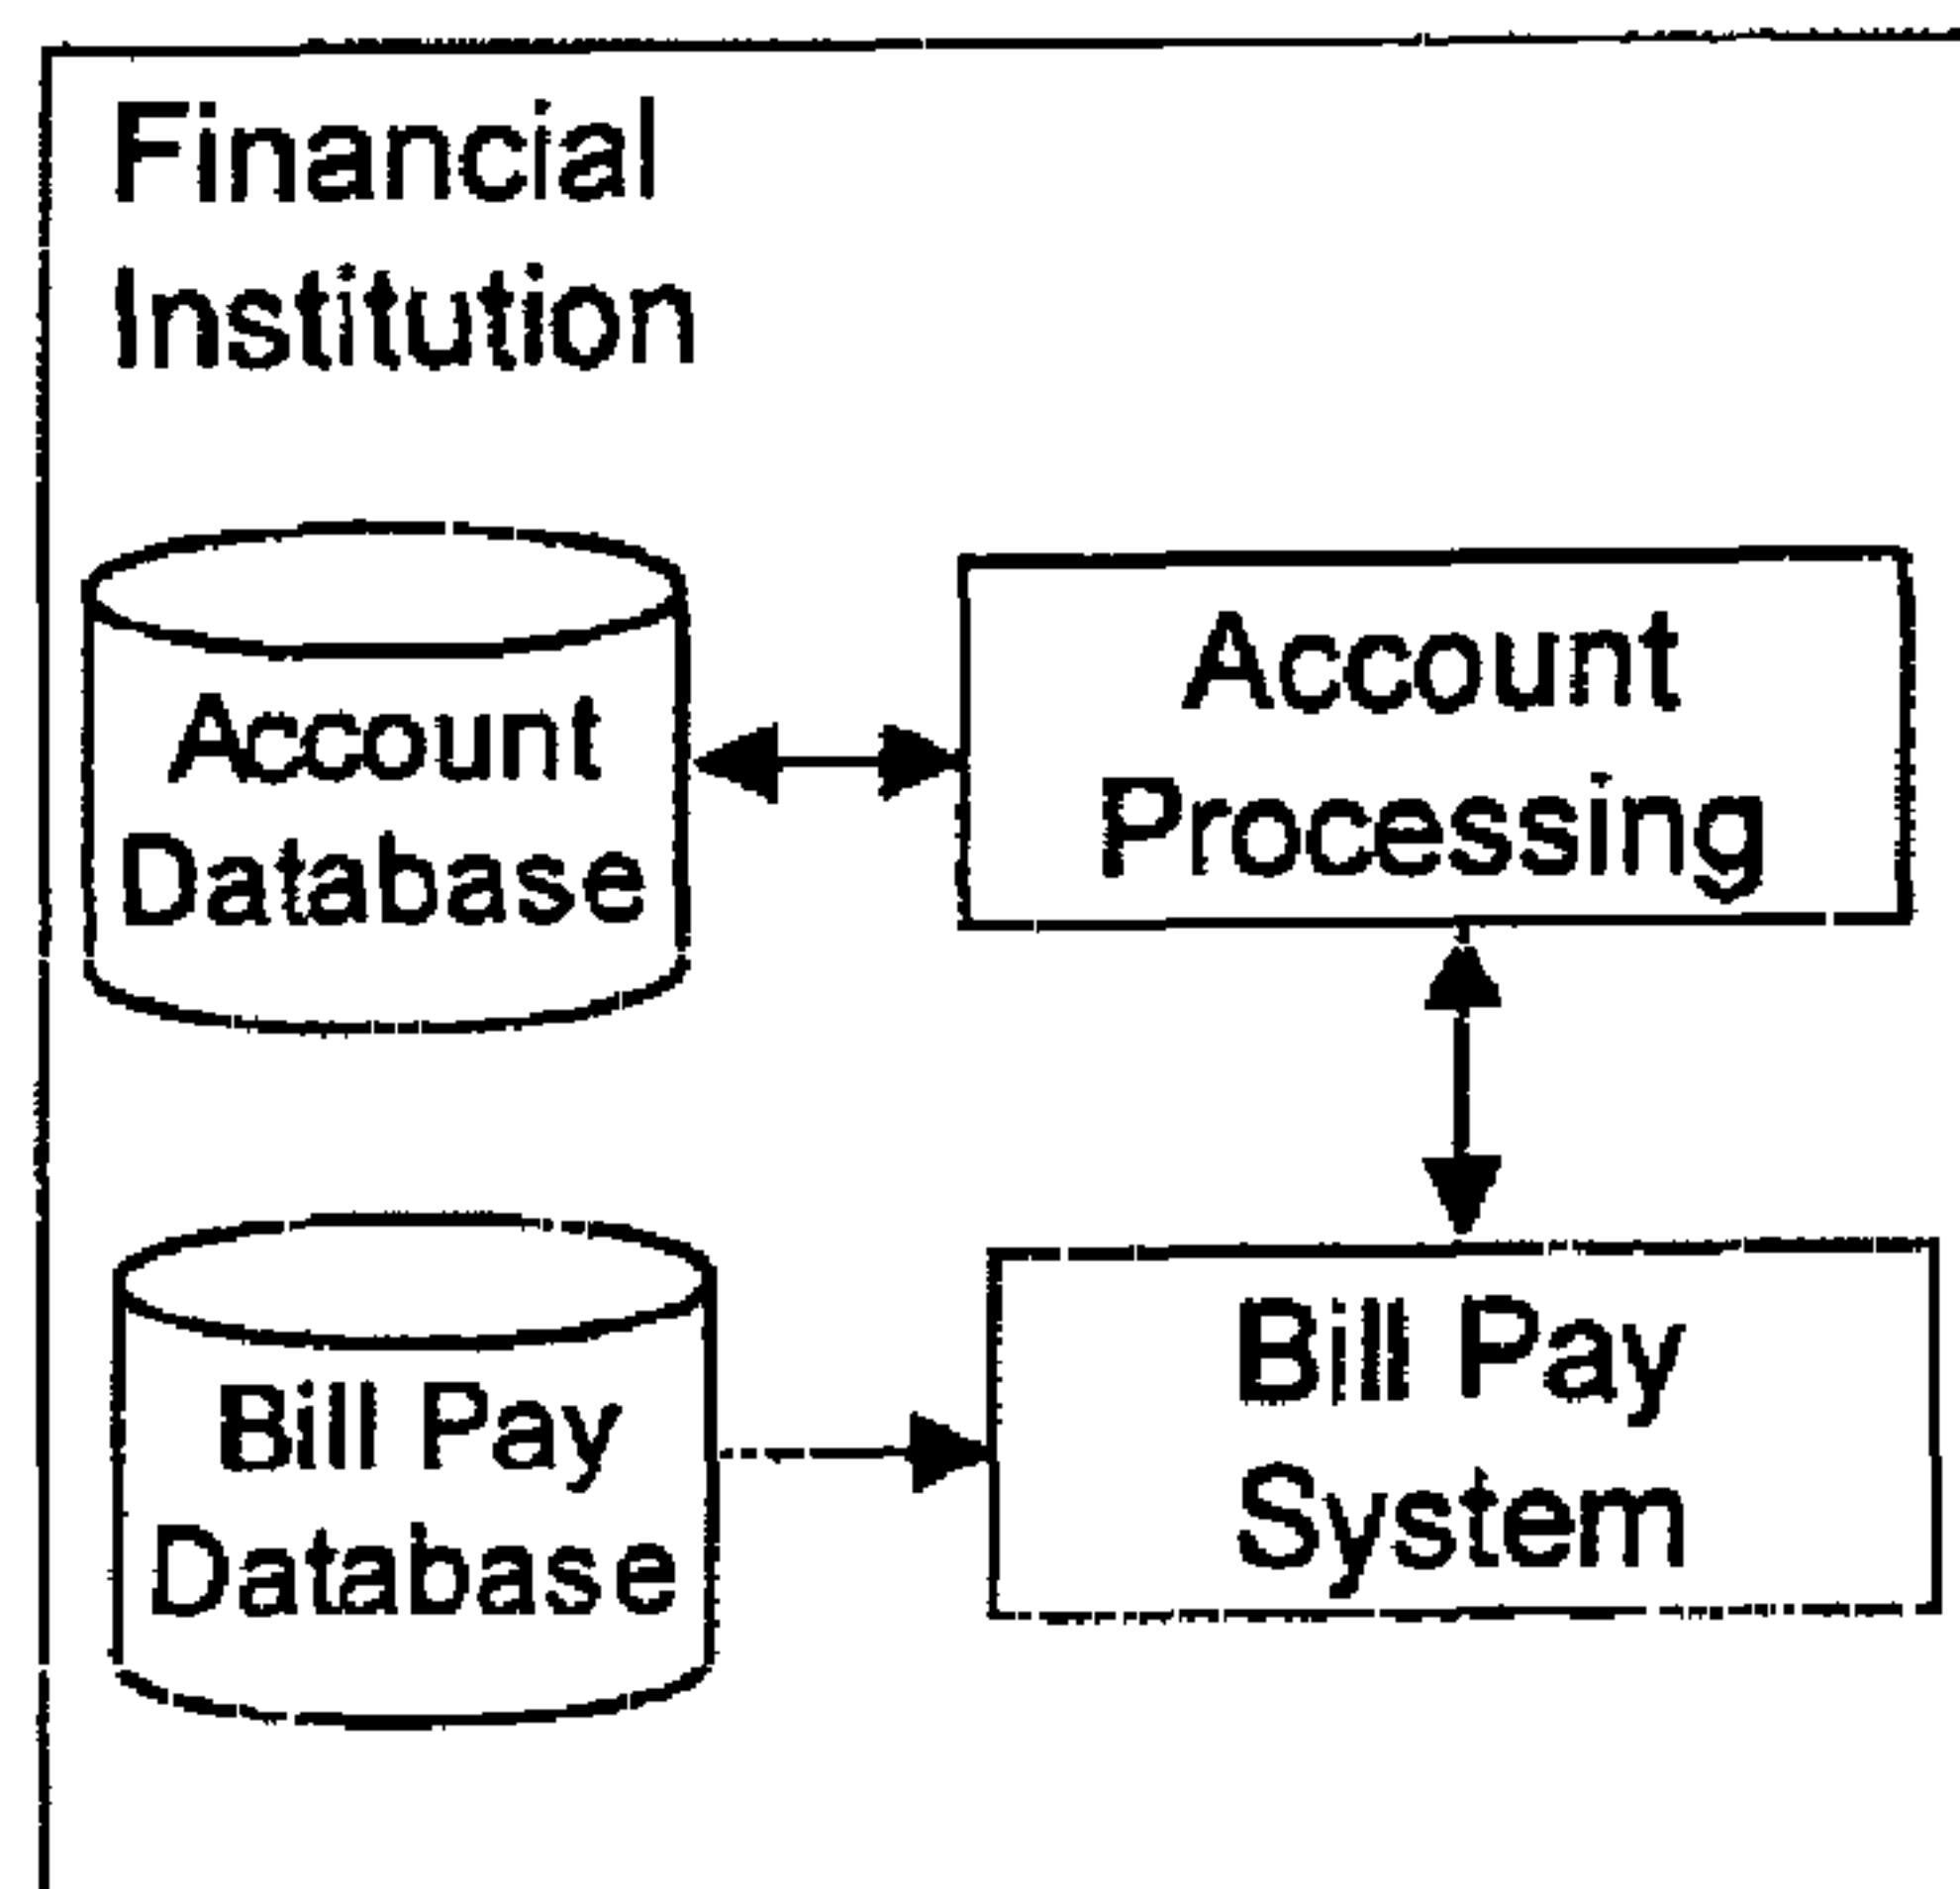 Financial
Institution
Account
Database
Account
Processing
Bill Pay
Database
Bill Pay
System